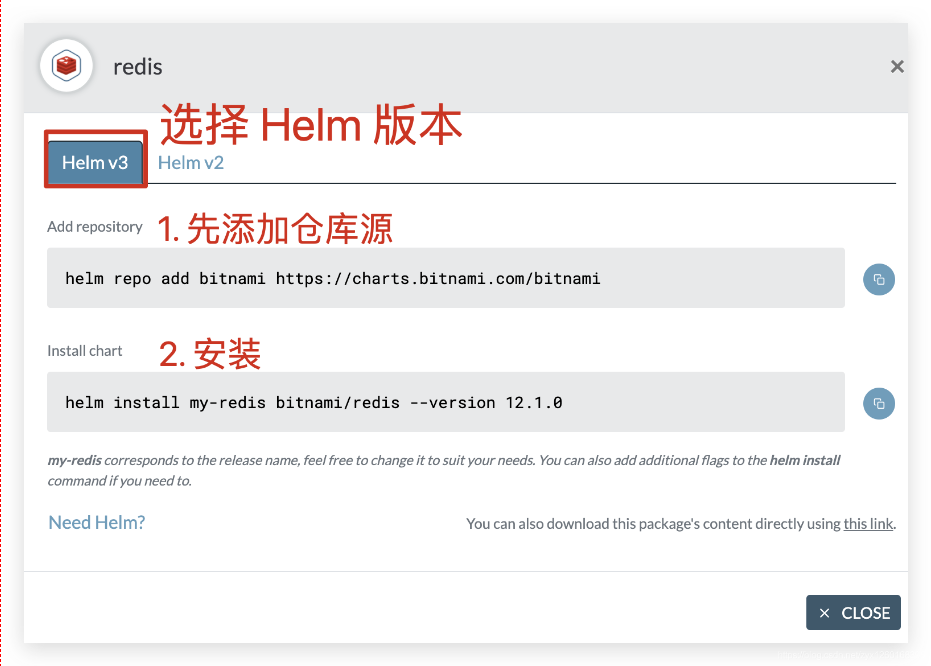 redis
×
选择 Helm 版本
Helm v3
Helm v2
Add repository
1. 先添加仓库源
helm repo add bitnami https://charts.bitnami.com/bitnami
Install chart
2. 安装
helm install my-redis bitnami/redis --version 12.1.0
my-redis corresponds to the release name, feel free to change it to suit your needs. You can also add additional flags to the helm install
command if you need to.
Need Helm?
You can also download this package's content directly using this link.
× CLOSE